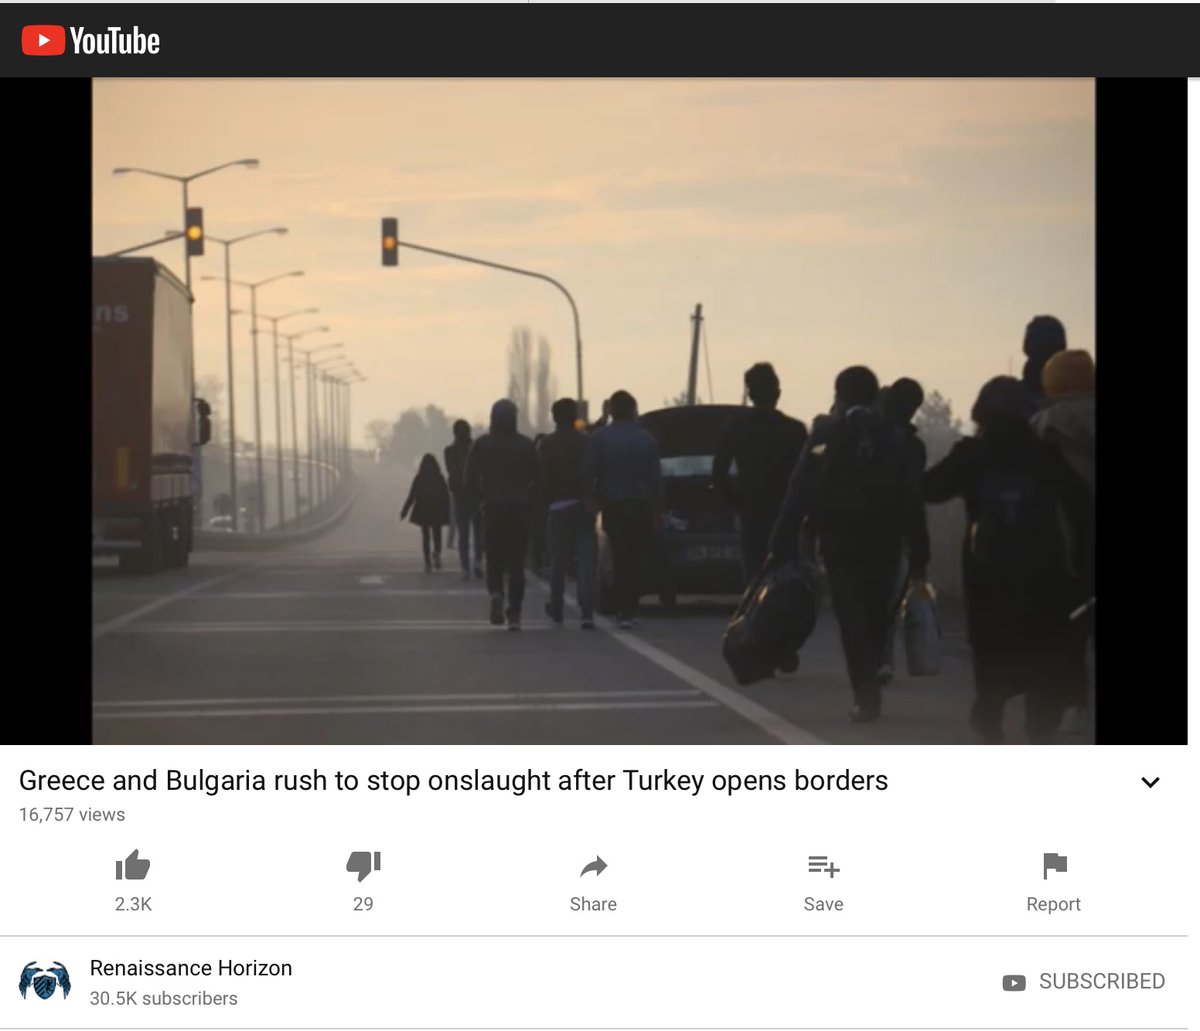 YouTube
ns
Greece and Bulgaria rush to stop onslaught after Turkey opens borders
16,757 views
2.3K
29
Share
Save
Report
Renaissance Horizon
30.5K subscribers
SUBSCRIBED